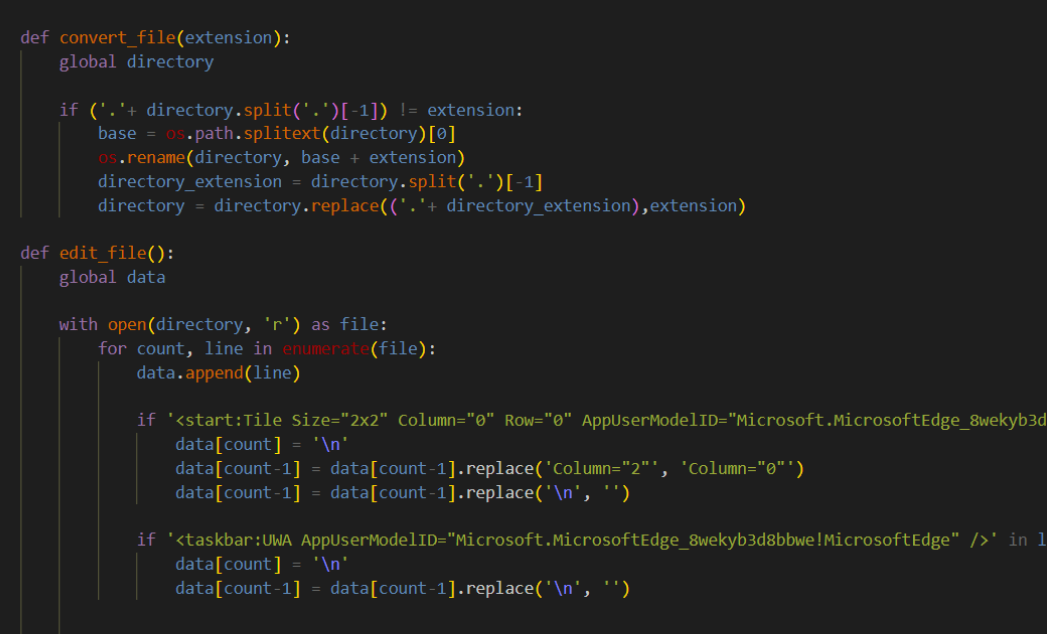 def convert_file(extension):
global directory
if ('.'+ directory.split('.')[-1]) != extension:
base = os.path.splitext(directory)[0]
os.rename(directory, base + extension)
directory_extension = directory.split('.')[-1]
directory = directory.replace(('.'+ directory_extension),extension)
def edit_file():
global data
with open(directory, 'r') as file:
for count, line in enumerate(file):
data.append(line)
if '<start:Tile Size="2x2" Column="0" Row="0" AppUserModelID="Microsoft.MicrosoftEdge_8wekyb3d
data[count] = '\n'
data[count-1] = data[count-1].replace('Column="2"', 'Column="0"')
data[count-1] = data[count-1].replace('\n', '')
if '<taskbar:UWA AppUserModelID="Microsoft.MicrosoftEdge_8wekyb3d8bbwe!MicrosoftEdge" />' in l
data[count] = '\n'
data[count-1] = data[count-1].replace('\n', '')